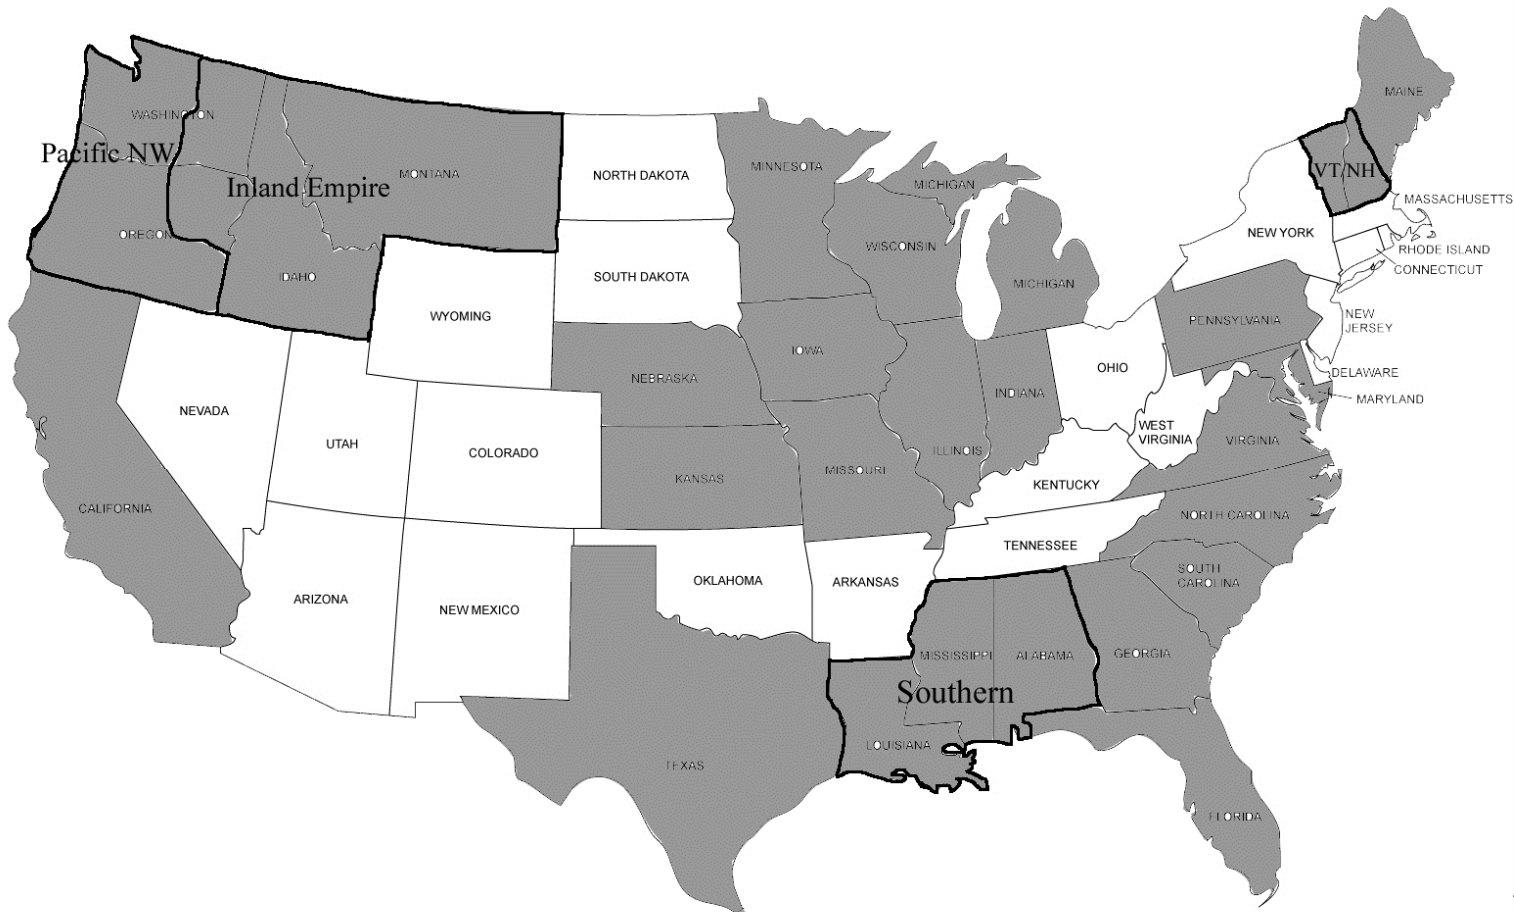 MAINE
WASHINGTON
Pacific NW
MONTANA
Inland Empire
NORTH DAKOTA
MINNESOTA
MICHIGAN
VT/NH
MASSACHUSETTS
OREGON
IDAHO
SOUTH DAKOTA
WISCONSIN
NEW YORK
RHODE ISLAND
CONNECTICUT
WYOMING
MICHIGAN
PENNSYLVANIA
NEW
JERSEY
IOWA
NEBRASKA
OHIO
DELAWARE
INDIANA
MARYLAND
NEVADA
UTAH
COLORADO
WEST
VIRGINIA
VIRGINIA
ILLINOIS
MISSOURI
KANSAS
KENTUCKY
CALIFORNIA
NORTH CAROLINA
TENNESSEE
OKLAHOMA
ARKANSAS
SOUTH
CAROLINA
ARIZONA
NEW MEXICO
MISSISSIPPI
ALABAMA
GEORGIA
Southern
LOUISIANA
TEXAS
FLORIDA